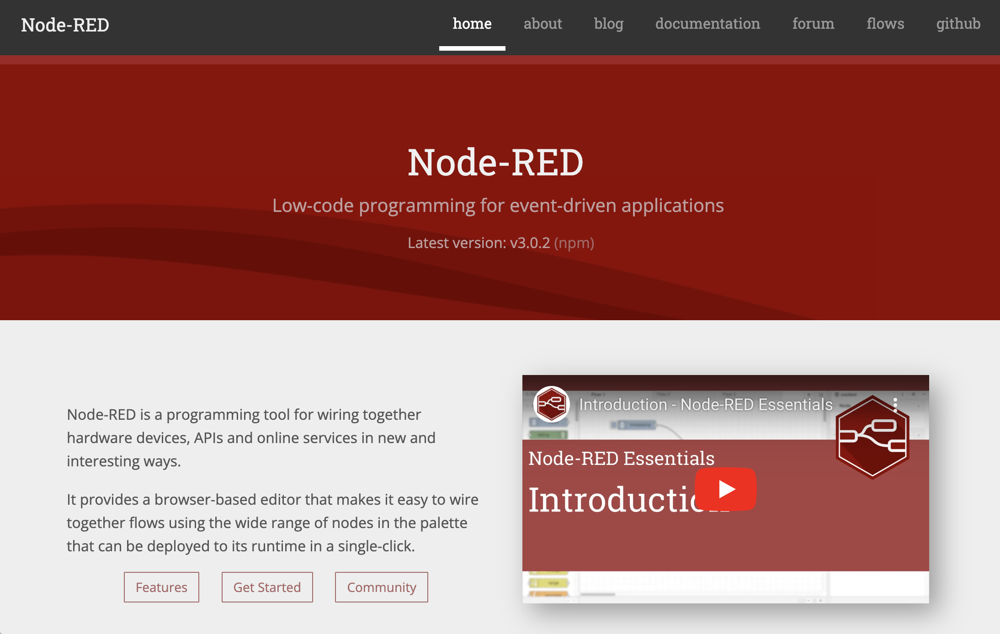 Node-RED
home about blog documentation forum flows github
Node-RED
Low-code programming for event-driven applications
Latest version: v3.0.2 (npm)
Node-RED is a programming tool for wiring together
hardware devices, APIs and online services in new and
interesting ways.
It provides a browser-based editor that makes it easy to wire
together flows using the wide range of nodes in the palette
that can be deployed to its runtime in a single-click.
Features
Get Started
Community
Introduction - Node-RED Essentials
Node-RED Essentials
Introduction